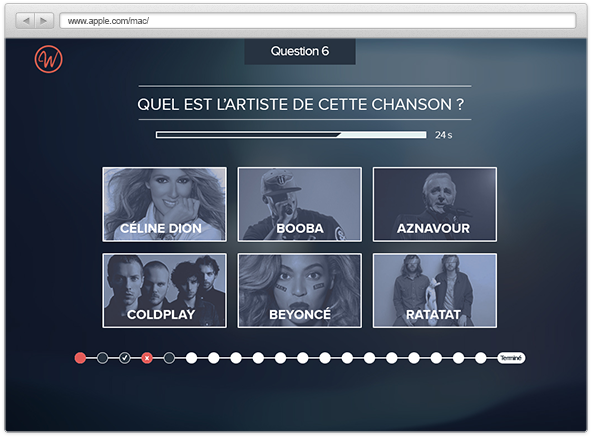 www.apple.com/mac/
W
Question 6
QUEL EST L'ARTISTE DE CETTE CHANSON ?
24 s
CÉLINE DION
BOOBA
AZNAVOUR
COLDPLAY
BEYONCÉ
RATATAT
Terminé